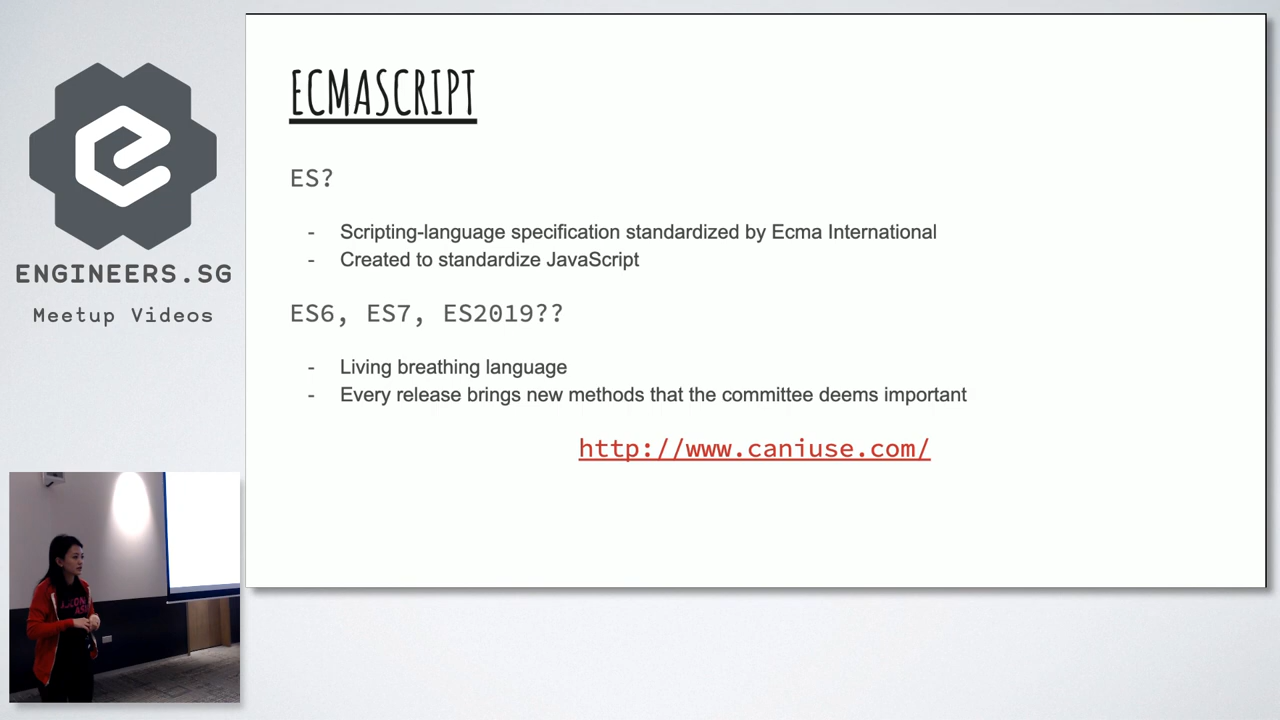 ENGINEERS.SG
Meetup Videos
ECMASCRIPT
ES?
- Scripting-language specification standardized by Ecma International
- Created to standardize JavaScript
ES6, ES7, ES2019??
- Living breathing language
- Every release brings new methods that the committee deems important
http://www.caniuse.com/